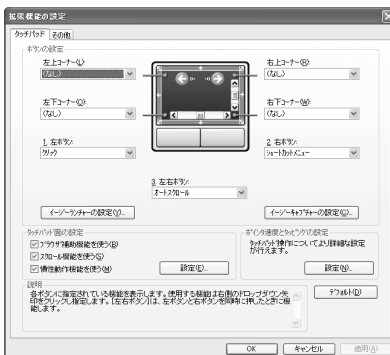 拡張機能の設定
タッチパッド その他
ボタンの設定
左上コーナー(L):
(なし)
右上コーナー(R):
(なし)
左下コーナー(O):
(なし)
右下コーナー(W):
(なし)
1. 左ボタン:
クリック
2. 右ボタン:
ショートカットメニュー
3. 左右ボタン:
オートスクロール
イージーランチャーの設定(Y)...
イージーキャプチャーの設定(C)...
タッチパッド面の設定
ブラウザ補助機能を使う(B)
スクロール機能を使う(S)
慣性動作機能を使う(M)
設定(E)...
ポインタ速度とタッピングの設定
タッチパッド操作についてより詳細な設定
が行えます。
設定(N)...
説明
各ボタンに指定されている機能を表示します。使用する機能は右側のドロップダウン矢
印をクリックし指定します。[左右ボタン]は、左ボタンと右ボタンを同時に押したときに機
能します。
デフォルト(D)
OK キャンセル 適用(A)